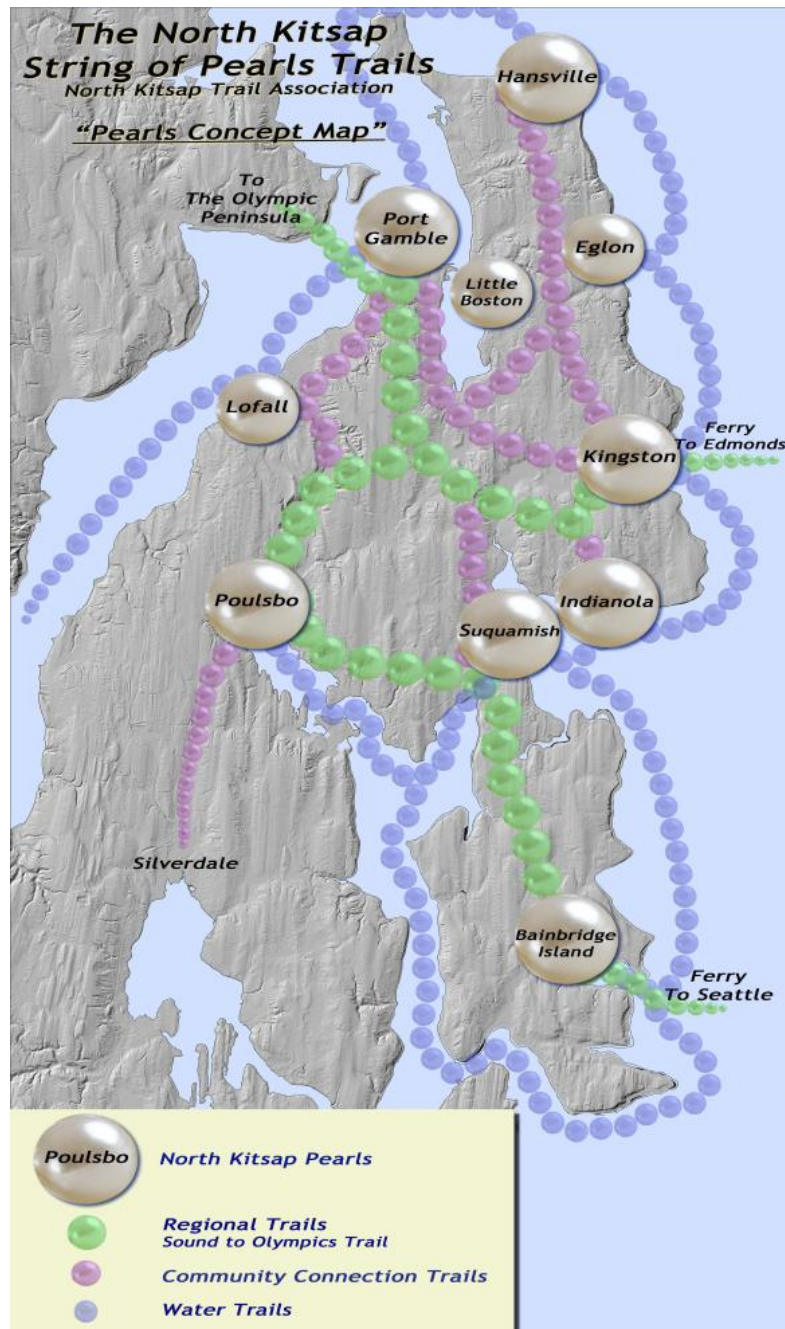 The North Kitsap
String of Pearls Trails
North Kitsap Trail Association
"Pearls Concept Map"
Hansville
To
The Olympic
Peninsula
Port
Gamble
Eglon
Little
Boston
Lofall
Ferry
To Edmonds
Kingston
Poulsbo
Indianola
Suquamish
Silverdale
Bainbridge
Island
Ferry
To Seattle
Poulsbo
North Kitsap Pearls
Regional Trails
Sound to Olympics Trail
Community Connection Trails
Water Trails